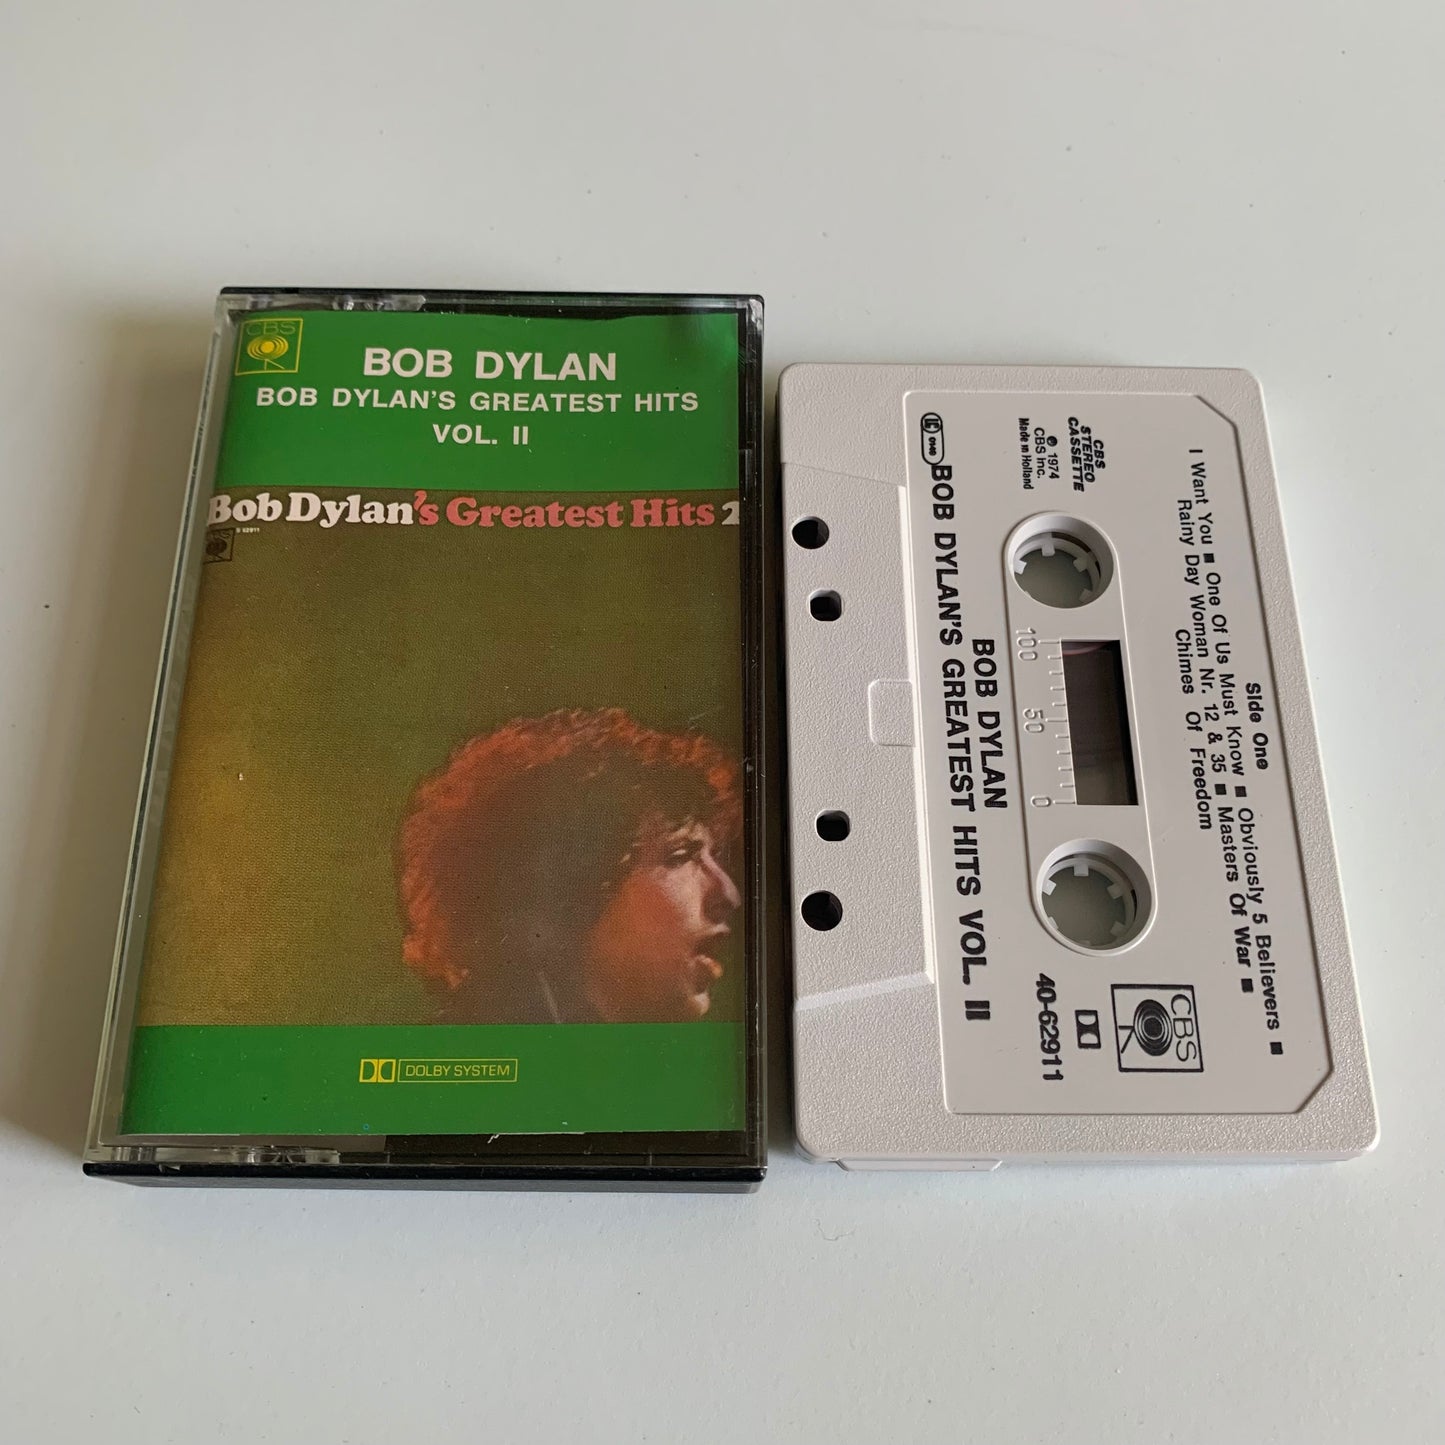 CBS
BOB DYLAN
BOB DYLAN'S GREATEST HITS
VOL. II
Bob Dylan's Greatest Hits 2
S 62911
DOLBY SYSTEM
Side One
I Want You ■ One Of Us Must Know ■ Obviously 5 Believers ■
Rainy Day Woman Nr. 12 & 35 ■ Masters Of War ■
Chimes Of Freedom
CBS
STEREO
CASSETTE
℗ 1974
CBS Inc.
Made in Holland
100 50 0
CBS
40-62911
BOB DYLAN
BOB DYLAN'S GREATEST HITS VOL. II